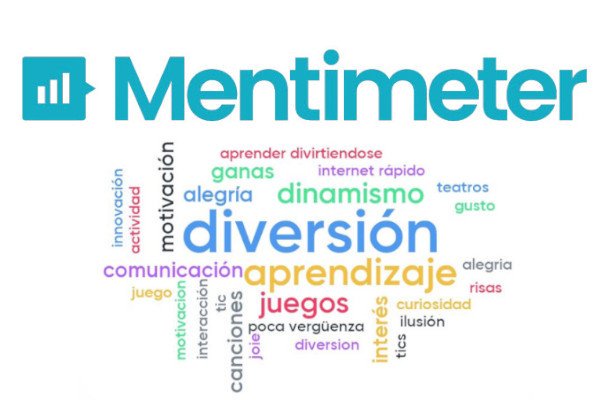 Mentimeter
aprender divirtiendose
ganas
internet rápido
motivación
innovación
actividad
alegría
dinamismo
teatros
gusto
diversión
comunicación
aprendizaje
alegria
juego
motivacion
interacción
tic
canciones
juegos
interés
curiosidad
risas
poca vergüenza
ilusión
joie
diversion
tics